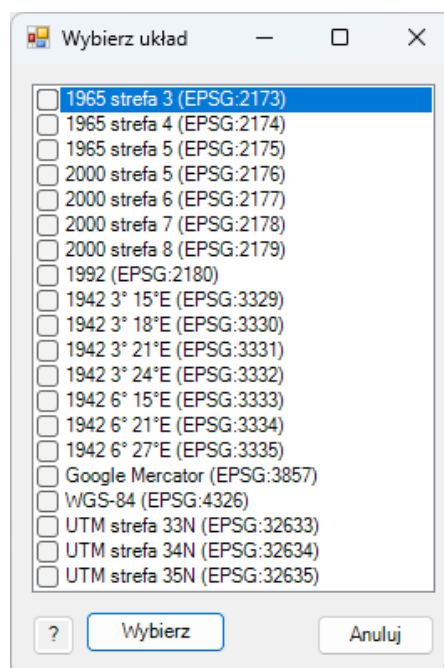 Wybierz układ
1965 strefa 3 (EPSG:2173)
1965 strefa 4 (EPSG:2174)
1965 strefa 5 (EPSG:2175)
2000 strefa 5 (EPSG:2176)
2000 strefa 6 (EPSG:2177)
2000 strefa 7 (EPSG:2178)
2000 strefa 8 (EPSG:2179)
1992 (EPSG:2180)
1942 3° 15°E (EPSG:3329)
1942 3° 18°E (EPSG:3330)
1942 3° 21°E (EPSG:3331)
1942 3° 24°E (EPSG:3332)
1942 6° 15°E (EPSG:3333)
1942 6° 21°E (EPSG:3334)
1942 6° 27°E (EPSG:3335)
Google Mercator (EPSG:3857)
WGS-84 (EPSG:4326)
UTM strefa 33N (EPSG:32633)
UTM strefa 34N (EPSG:32634)
UTM strefa 35N (EPSG:32635)
? Wybierz Anuluj